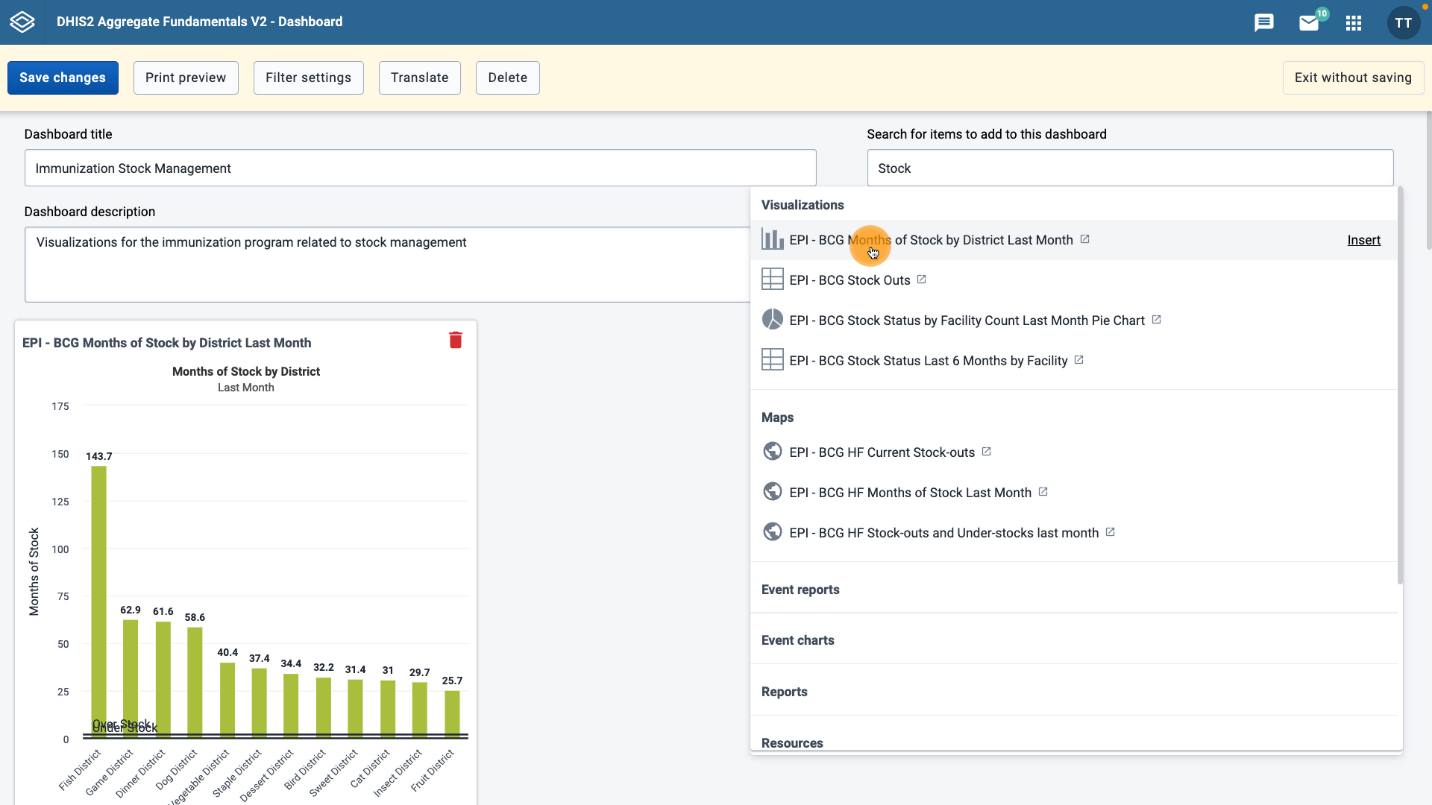 DHIS2 Aggregate Fundamentals V2 - Dashboard
10
TT
Save changes
Print preview
Filter settings
Translate
Delete
Exit without saving
Dashboard title
Immunization Stock Management
Search for items to add to this dashboard
Stock
Dashboard description
Visualizations for the immunization program related to stock management
Visualizations
EPI - BCG Months of Stock by District Last Month
Insert
EPI - BCG Stock Outs
EPI - BCG Stock Status by Facility Count Last Month Pie Chart
EPI - BCG Stock Status Last 6 Months by Facility
Maps
EPI - BCG HF Current Stock-outs
EPI - BCG HF Months of Stock Last Month
EPI - BCG HF Stock-outs and Under-stocks last month
Event reports
Event charts
Reports
Resources
EPI - BCG Months of Stock by District Last Month
Months of Stock by District
Last Month
Months of Stock
175
150
125
100
75
50
25
0
143.7
62.9
61.6
58.6
40.4
37.4
34.4
32.2
31.4
31
29.7
25.7
Over Stock
Under Stock
Fish District
Game District
Dinner District
Dog District
Vegetable District
Staple District
Dessert District
Bird District
Sweet District
Cat District
Insect District
Fruit District